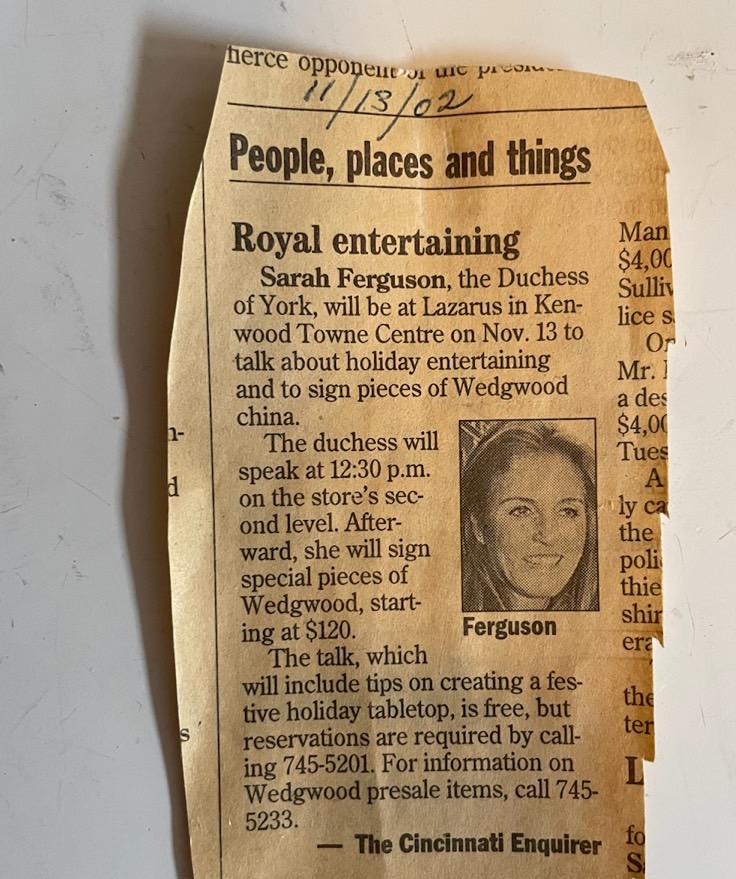 fierce opponent of the
11/13/02
People, places and things
Royal entertaining
Sarah Ferguson, the Duchess
of York, will be at Lazarus in Ken-
wood Towne Centre on Nov. 13 to
talk about holiday entertaining
and to sign pieces of Wedgwood
china.
The duchess will
speak at 12:30 p.m.
on the store's sec-
ond level. After-
ward, she will sign
special pieces of
Wedgwood, start-
ing at $120.
The talk, which
will include tips on creating a fes-
tive holiday tabletop, is free, but
reservations are required by call-
ing 745-5201. For information on
Wedgwood presale items, call 745-
5233.
— The Cincinnati Enquirer
Ferguson
n-
d
s
Man
$4,00
Sulliv
lice s
Or
Mr.
a des
$4,00
Tues
A
ly ca
the
poli
thie
shir
era
the
ter
L
fo
S